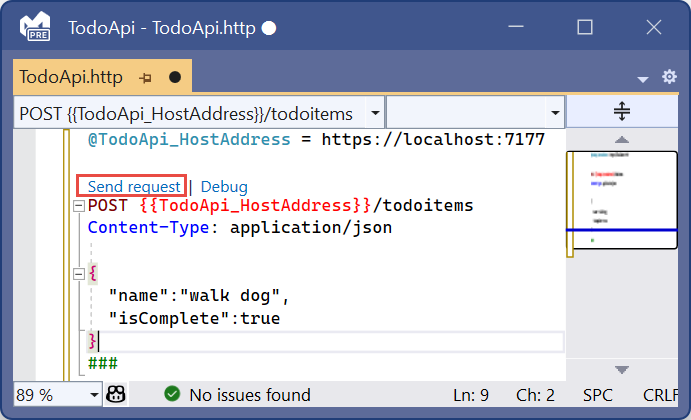 PRE TodoApi - TodoApi.http
TodoApi.http
POST {{TodoApi_HostAddress}}/todoitems
@TodoApi_HostAddress = https://localhost:7177
Send request | Debug
POST {{TodoApi_HostAddress}}/todoitems
Content-Type: application/json
{
"name":"walk dog",
"isComplete":true
}
###
89 % No issues found Ln: 9 Ch: 2 SPC CRLF